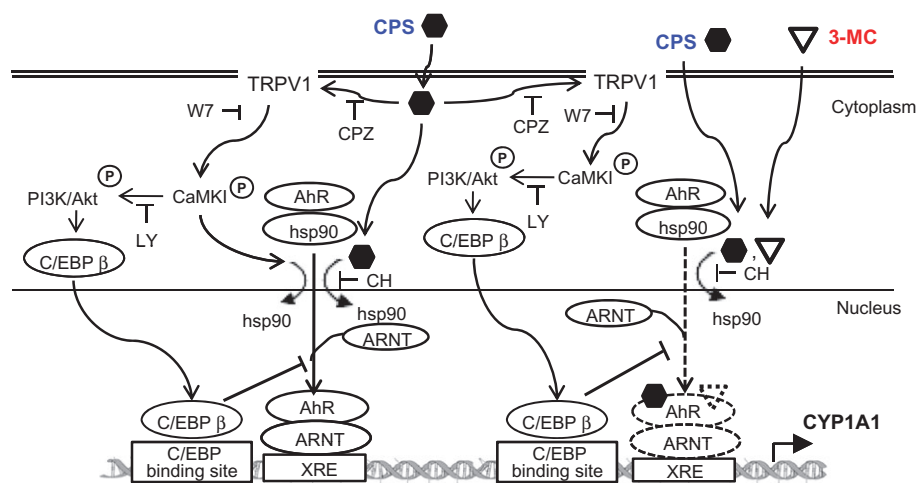 CPS
CPS
3-MC
TRPV1
TRPV1
Cytoplasm
W7
CPZ
W7
CPZ
P
P
P
P
PI3K/Akt
CaMKI
AhR
PI3K/Akt
CaMKI
AhR
LY
hsp90
LY
hsp90
C/EBP β
C/EBP β
,
CH
CH
Nucleus
hsp90
hsp90
hsp90
ARNT
ARNT
C/EBP β
AhR
C/EBP β
AhR
CYP1A1
ARNT
ARNT
C/EBP
binding site
XRE
C/EBP
binding site
XRE